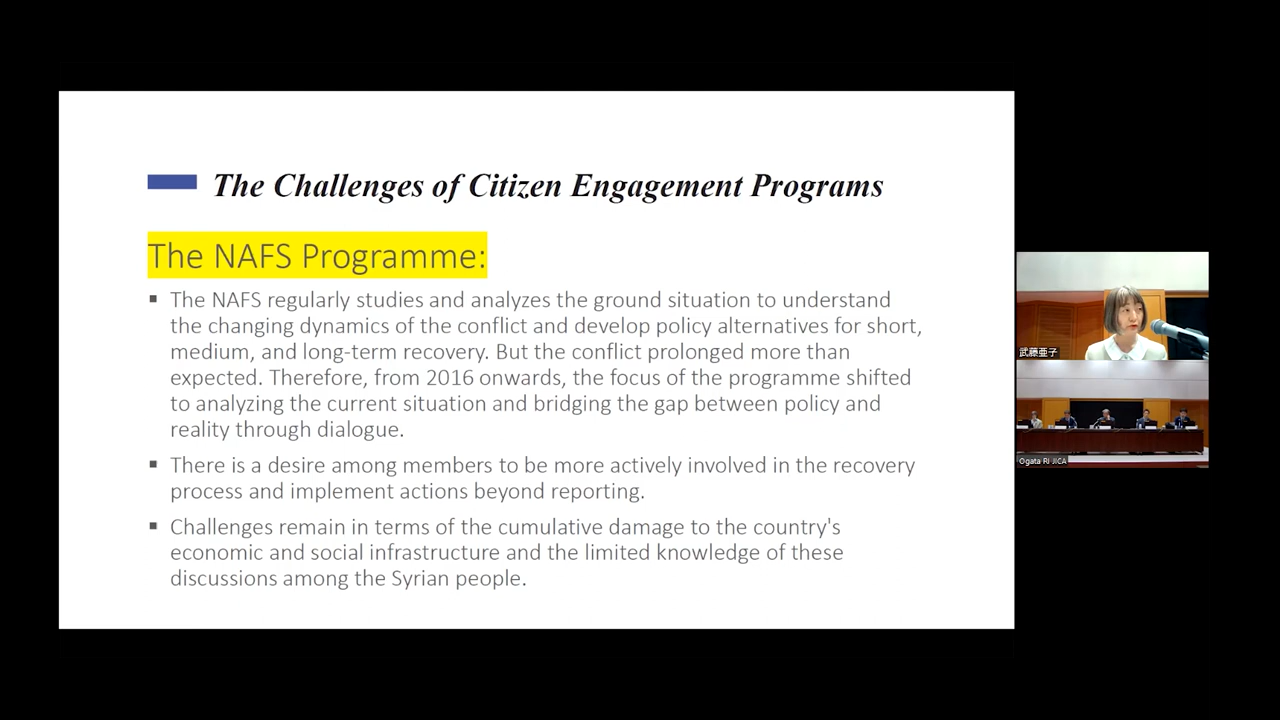 The Challenges of Citizen Engagement Programs
The NAFS Programme:
▪ The NAFS regularly studies and analyzes the ground situation to understand
the changing dynamics of the conflict and develop policy alternatives for short,
medium, and long-term recovery. But the conflict prolonged more than
expected. Therefore, from 2016 onwards, the focus of the programme shifted
to analyzing the current situation and bridging the gap between policy and
reality through dialogue.
▪ There is a desire among members to be more actively involved in the recovery
process and implement actions beyond reporting.
▪ Challenges remain in terms of the cumulative damage to the country's
economic and social infrastructure and the limited knowledge of these
discussions among the Syrian people.
武藤亜子
Ogata RI JICA